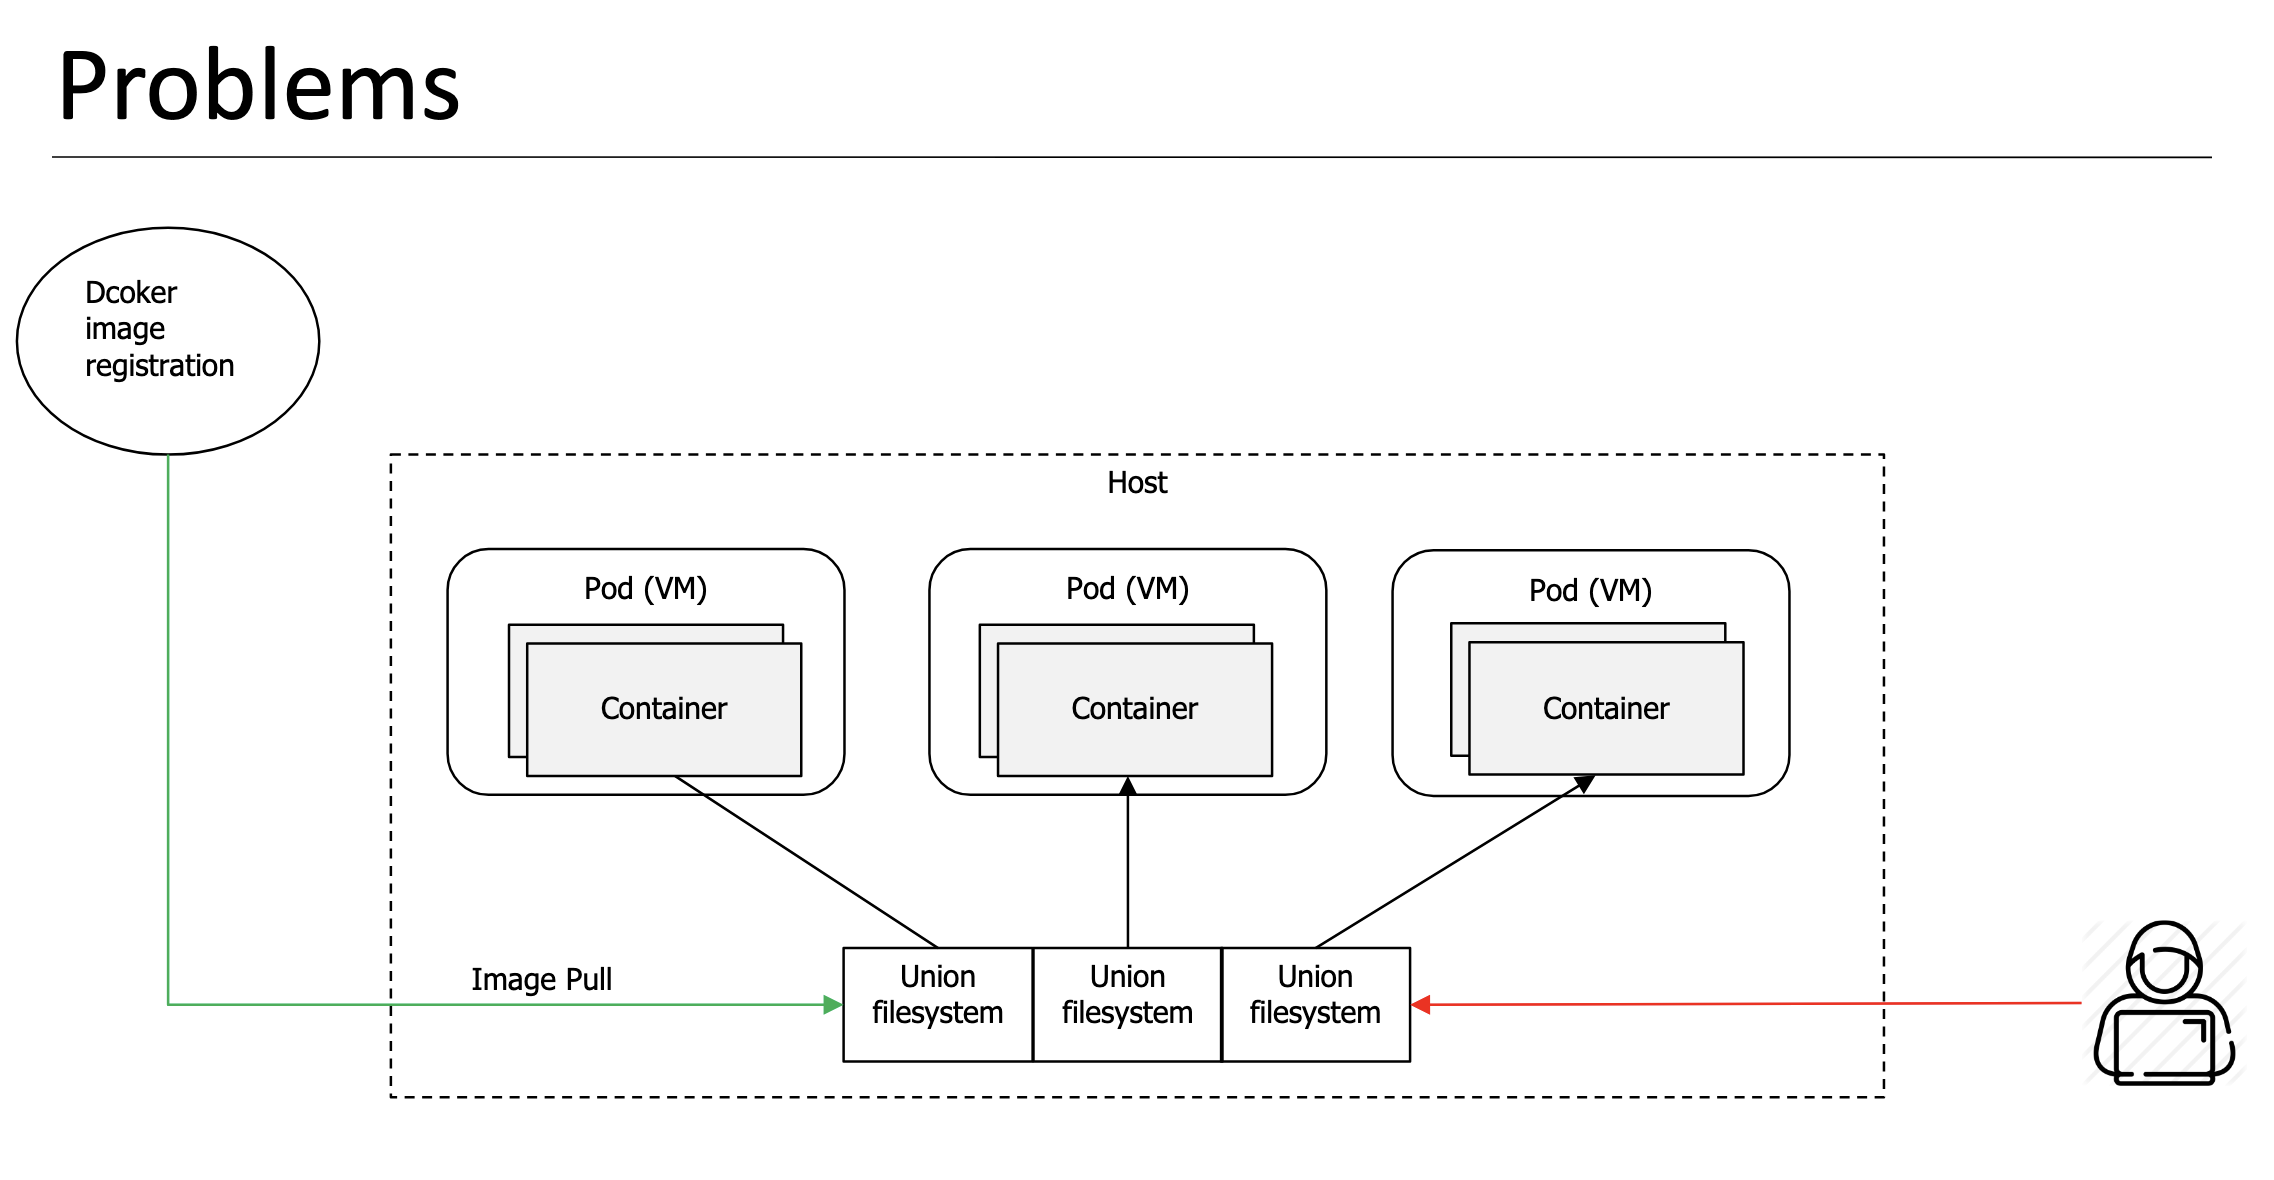 Problems
Dcoker
image
registration
Host
Pod (VM)
Container
Pod (VM)
Container
Pod (VM)
Container
Image Pull
Union
filesystem
Union
filesystem
Union
filesystem